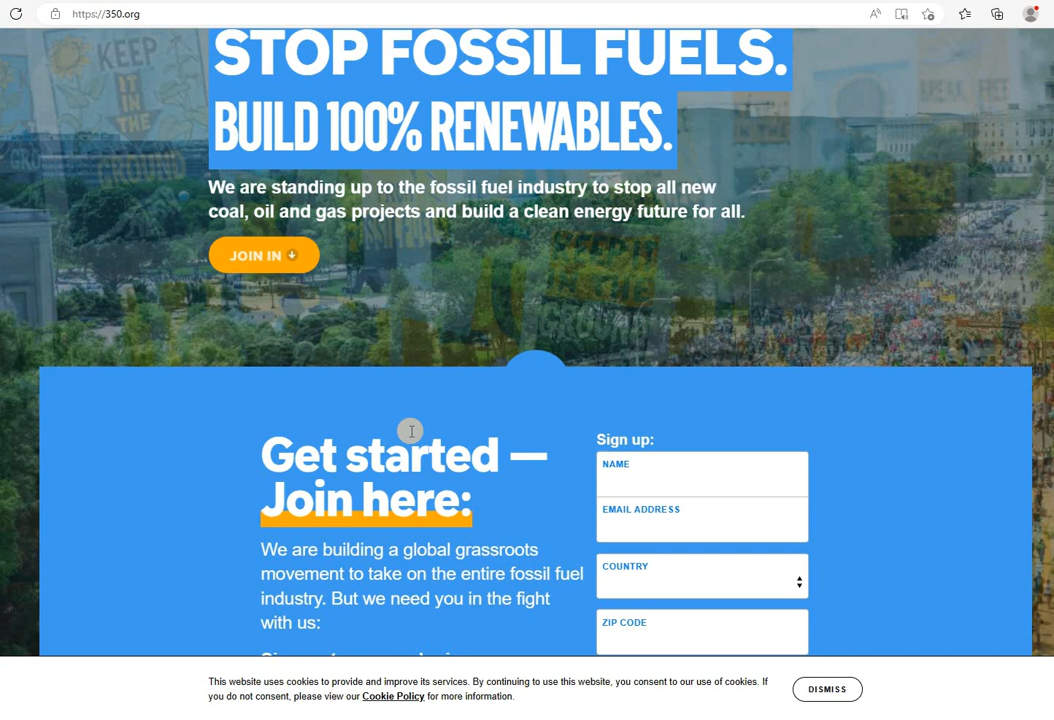 https://350.org
STOP FOSSIL FUELS.
BUILD 100% RENEWABLES.
We are standing up to the fossil fuel industry to stop all new
coal, oil and gas projects and build a clean energy future for all.
JOIN IN
KEEP
IT
IN
THE
GROUND
Get started —
Join here:
We are building a global grassroots
movement to take on the entire fossil fuel
industry. But we need you in the fight
with us:
Sign up:
NAME
EMAIL ADDRESS
COUNTRY
ZIP CODE
This website uses cookies to provide and improve its services. By continuing to use this website, you consent to our use of cookies. If
you do not consent, please view our Cookie Policy for more information.
DISMISS